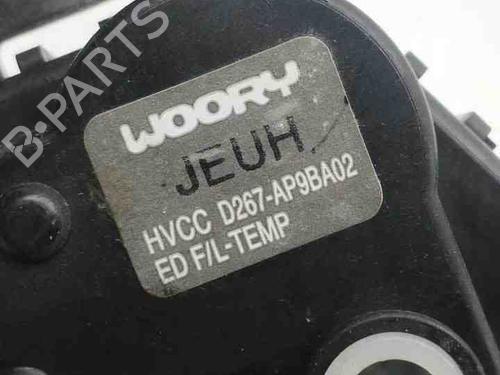 B-PARTS
WOORY
JEUH
HVCC D267-AP9BA02
ED F/L-TEMP